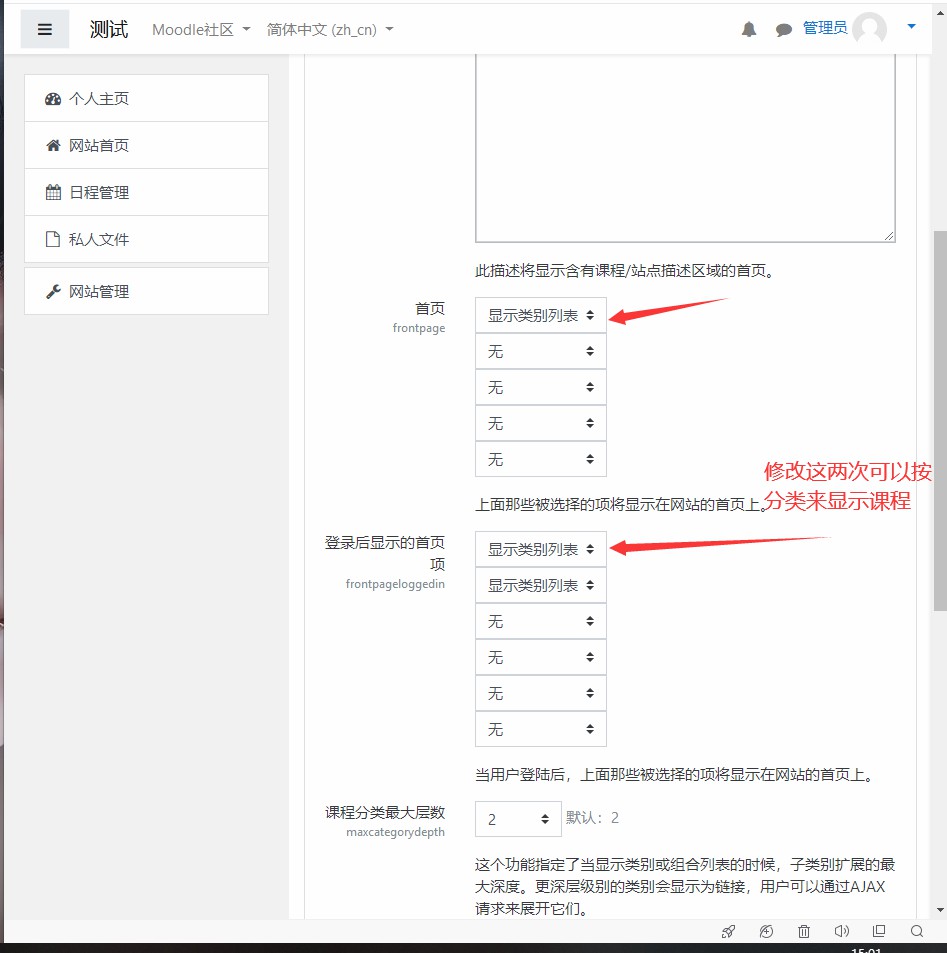 测试 Moodle社区 简体中文 (zh_cn) 管理员
个人主页
网站首页
日程管理
私人文件
网站管理
此描述将显示含有课程/站点描述区域的首页。
首页 显示类别列表
frontpage
无
无
无
无
修改这两次可以按
分类来显示课程
上面那些被选择的项将显示在网站的首页上。
登录后显示的首页 显示类别列表
项
frontpageloggedin 显示类别列表
无
无
无
无
当用户登陆后，上面那些被选择的项将显示在网站的首页上。
课程分类最大层数 2 默认：2
maxcategorydepth
这个功能指定了当显示类别或组合列表的时候，子类别扩展的最
大深度。更深层级别的类别会显示为链接，用户可以通过AJAX
请求来展开它们。